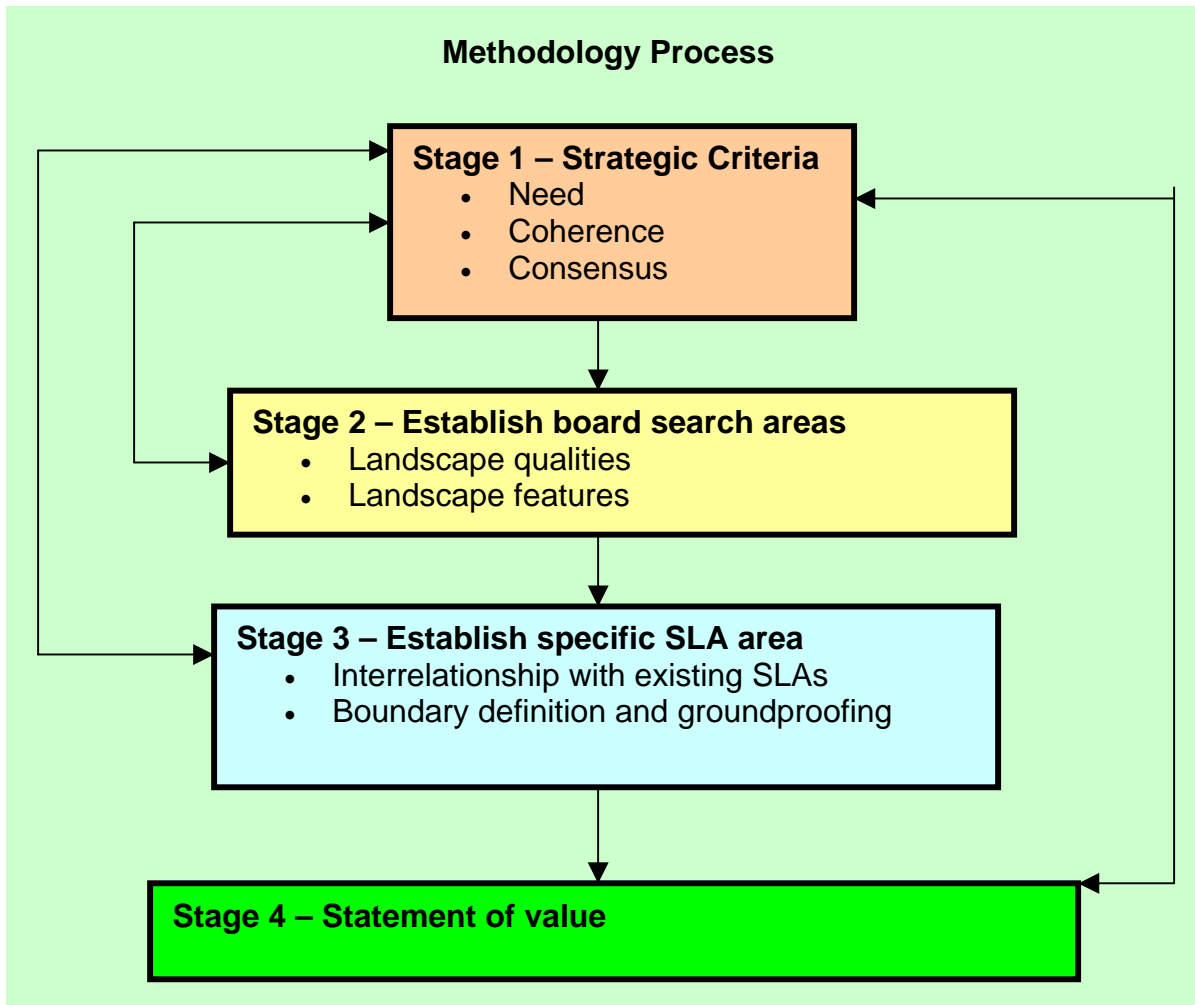 Methodology Process
Stage 1 – Strategic Criteria
• Need
• Coherence
• Consensus
Stage 2 – Establish board search areas
• Landscape qualities
• Landscape features
Stage 3 – Establish specific SLA area
• Interrelationship with existing SLAs
• Boundary definition and groundproofing
Stage 4 – Statement of value